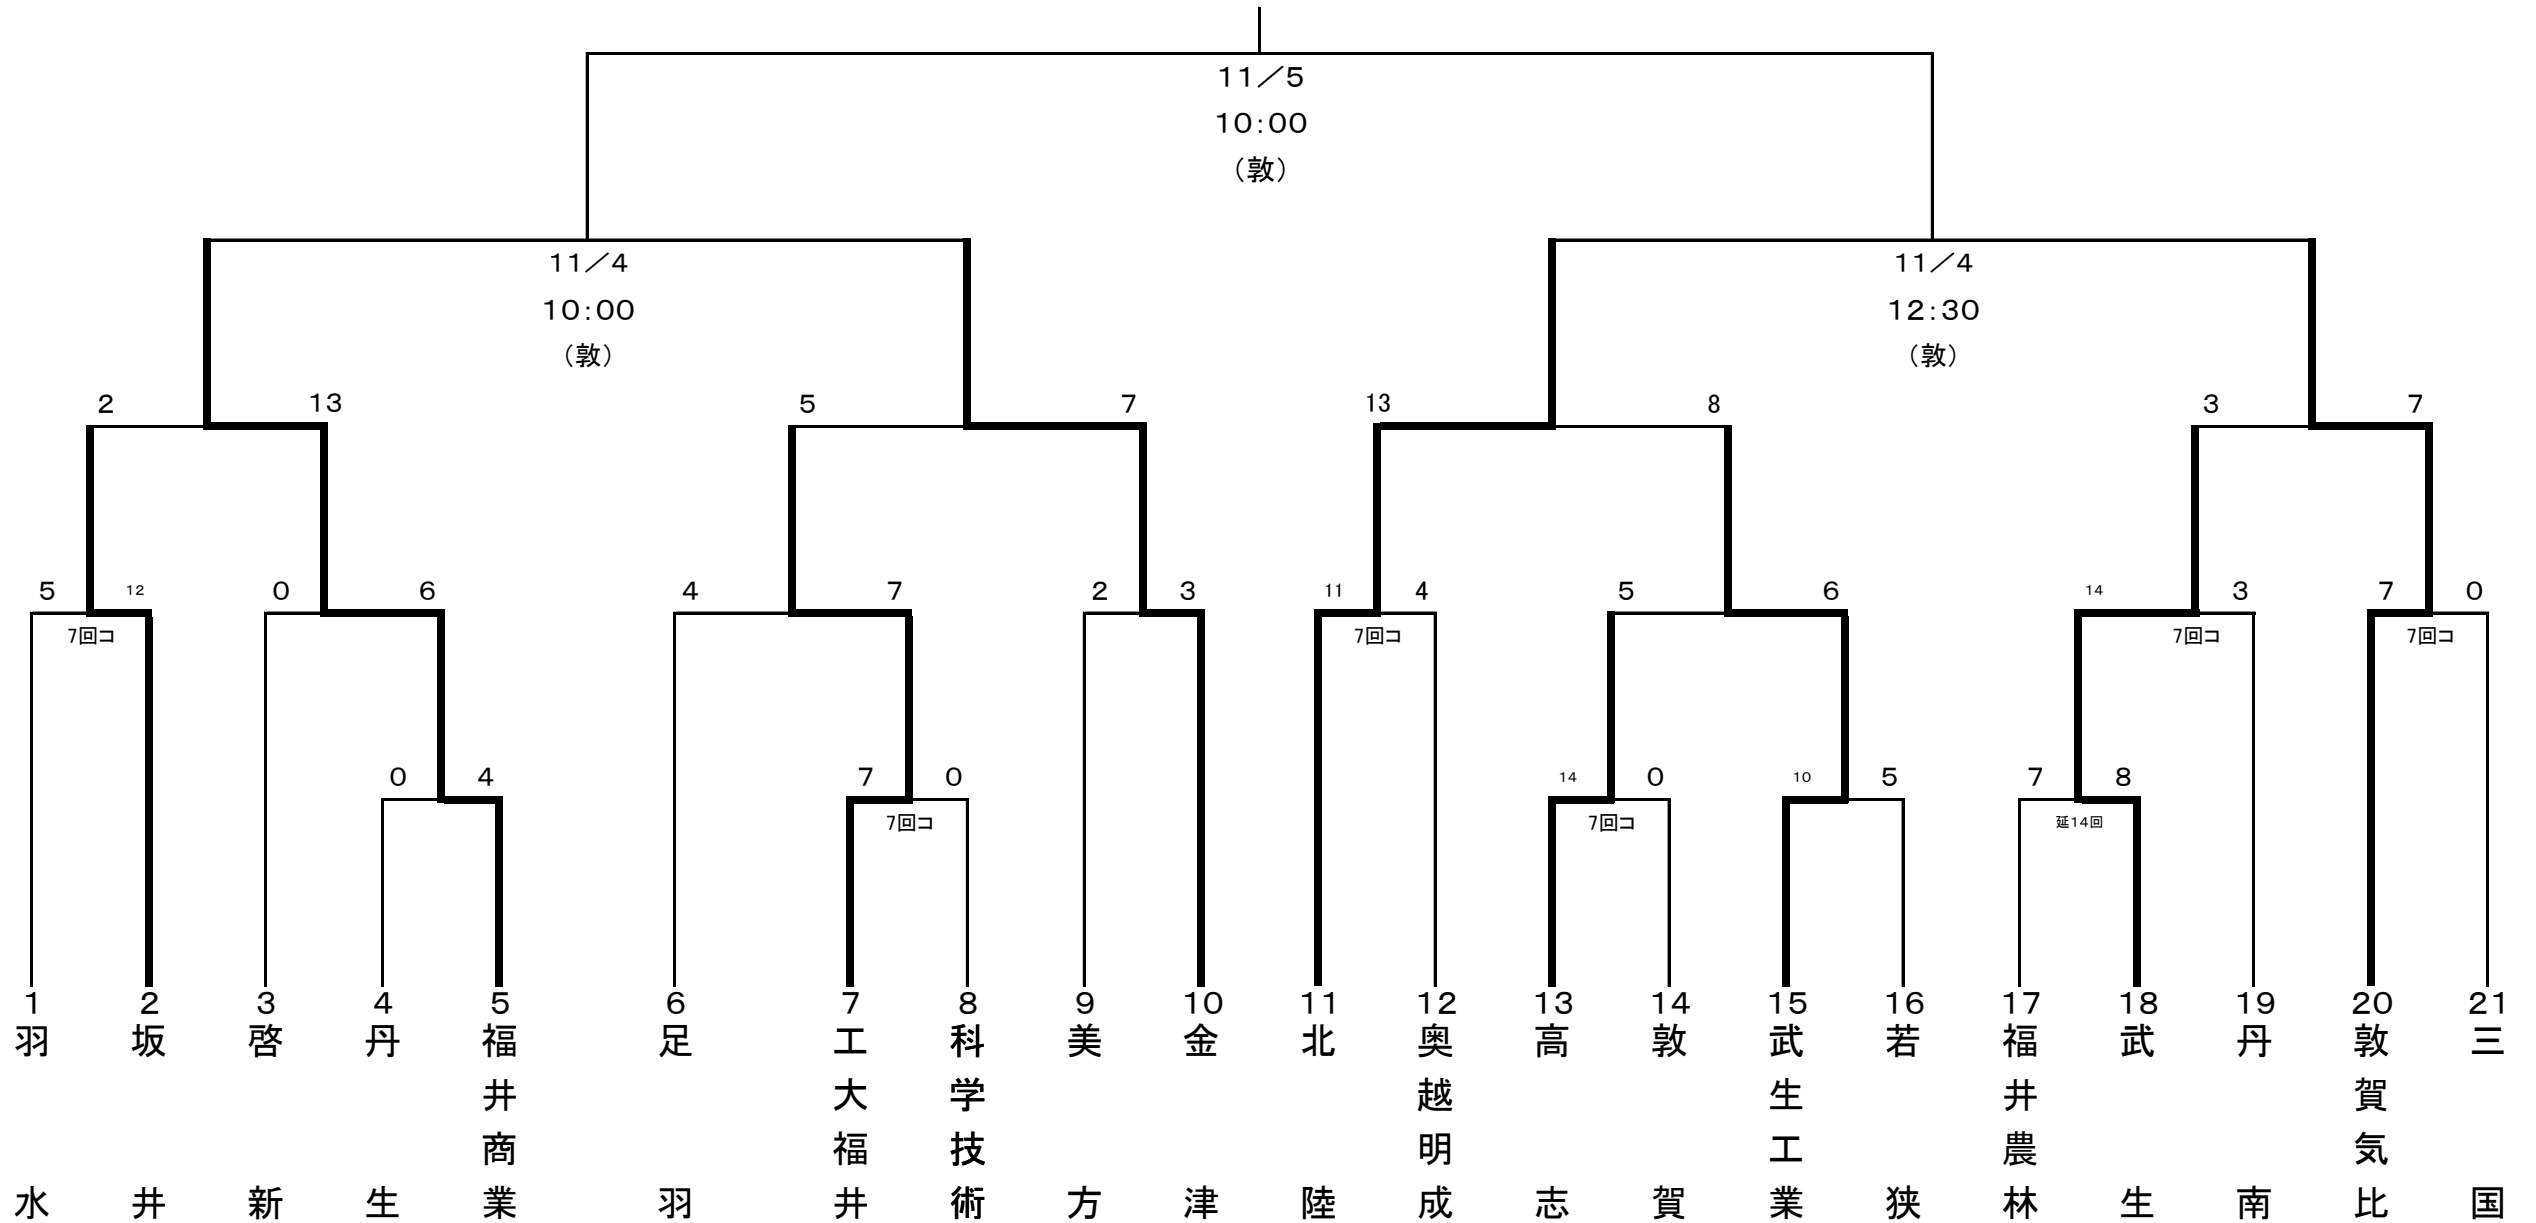 11／5
10:00
（敦）
11／4
10:00
（敦）
11／4
12:30
（敦）
2 13 5 7 13 8 3 7
5 12 0 6 4 7 2 3 11 4 5 6 14 3 7 0
7回コ 7回コ 7回コ 7回コ
0 4 7 0 14 0 10 5 7 8
7回コ 7回コ 延14回
1 2 3 4 5 6 7 8 9 10 11 12 13 14 15 16 17 18 19 20 21
羽水
坂井
啓新
丹生
福井商業
足羽
工大福井
科学技術
美方
金津
北陸
奥越明成
高志
敦賀
武生工業
若狭
福井農林
武生
丹南
敦賀気比
三国